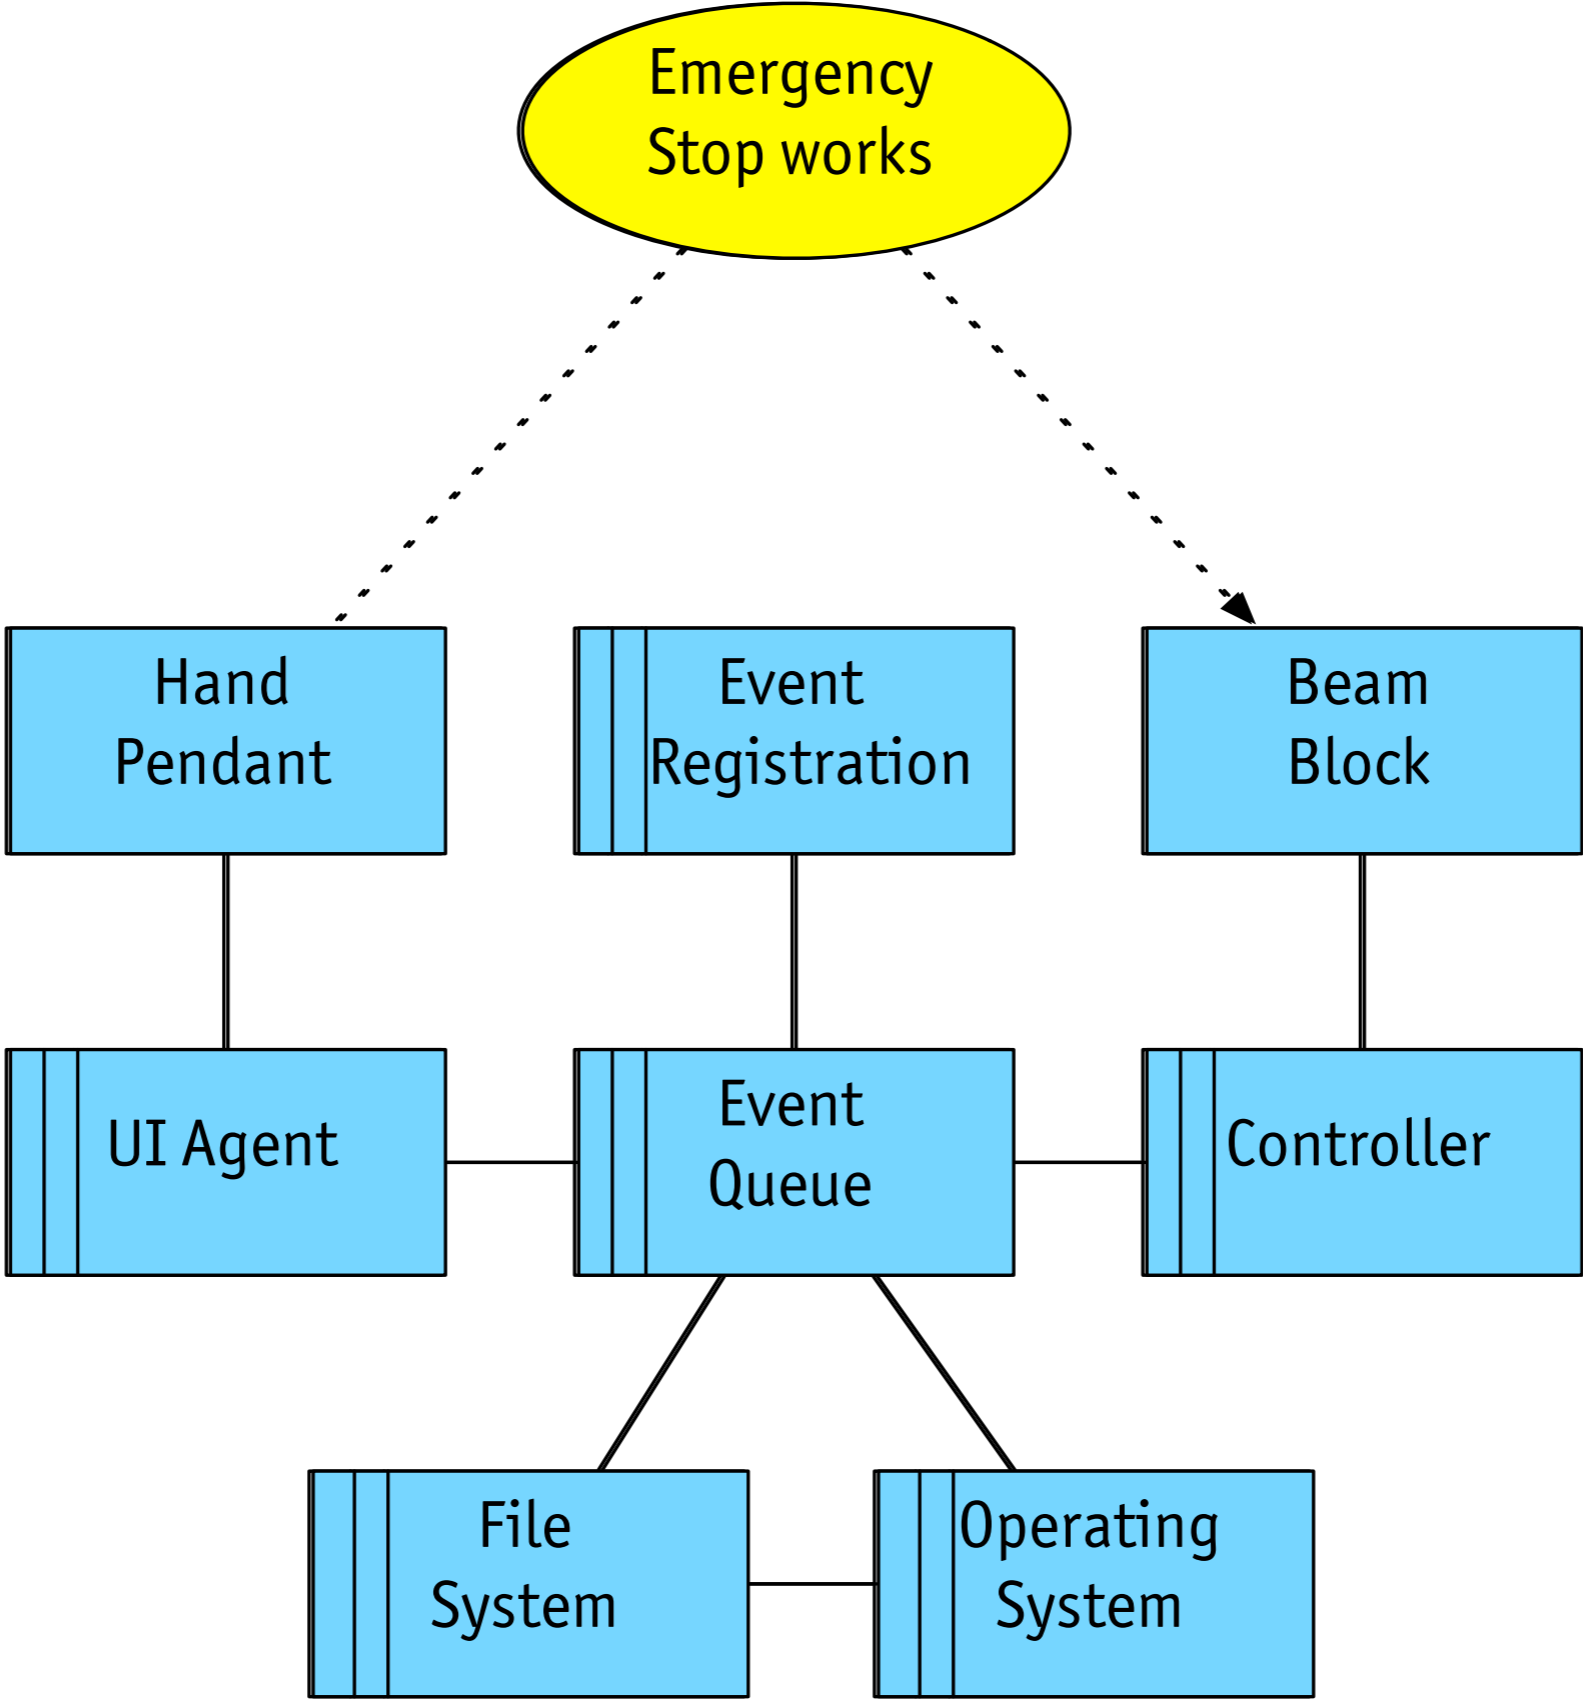 Emergency
Stop works
Hand
Pendant
Event
Registration
Beam
Block
UI Agent
Event
Queue
Controller
File
System
Operating
System